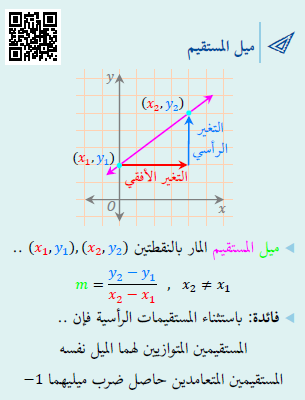 ميل المستقيم
y
(x₂, y₂)
التغير
الرأسي
(x₁, y₁)
التغير الأفقي
O
x
ميل المستقيم المار بالنقطتين (x₁, y₁), (x₂, y₂) ..
m = (y₂ − y₁)/(x₂ − x₁) , x₂ ≠ x₁
فائدة: باستثناء المستقيمات الرأسية فإن ..
المستقيمين المتوازيين لهما الميل نفسه
المستقيمين المتعامدين حاصل ضرب ميليهما 1−